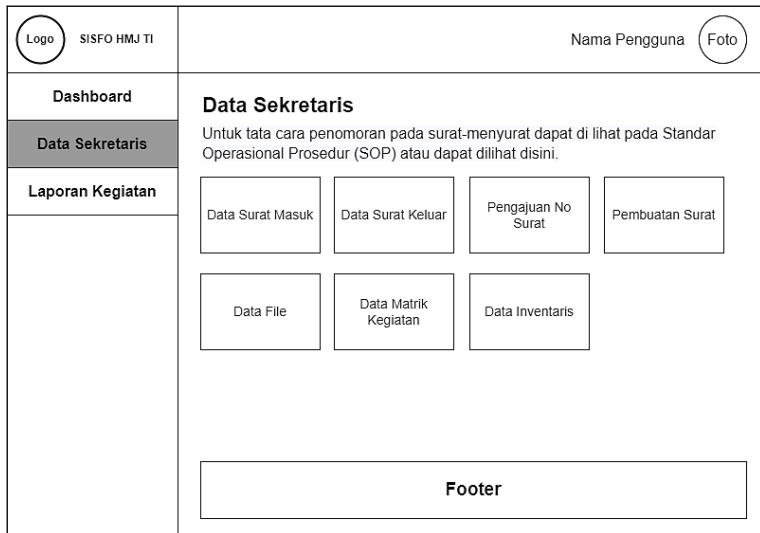 Logo
SISFO HMJ TI
Nama Pengguna
Foto
Dashboard
Data Sekretaris
Laporan Kegiatan
Data Sekretaris
Untuk tata cara penomoran pada surat-menyurat dapat di lihat pada Standar
Operasional Prosedur (SOP) atau dapat dilihat disini.
Data Surat Masuk
Data Surat Keluar
Pengajuan No
Surat
Pembuatan Surat
Data File
Data Matrik
Kegiatan
Data Inventaris
Footer